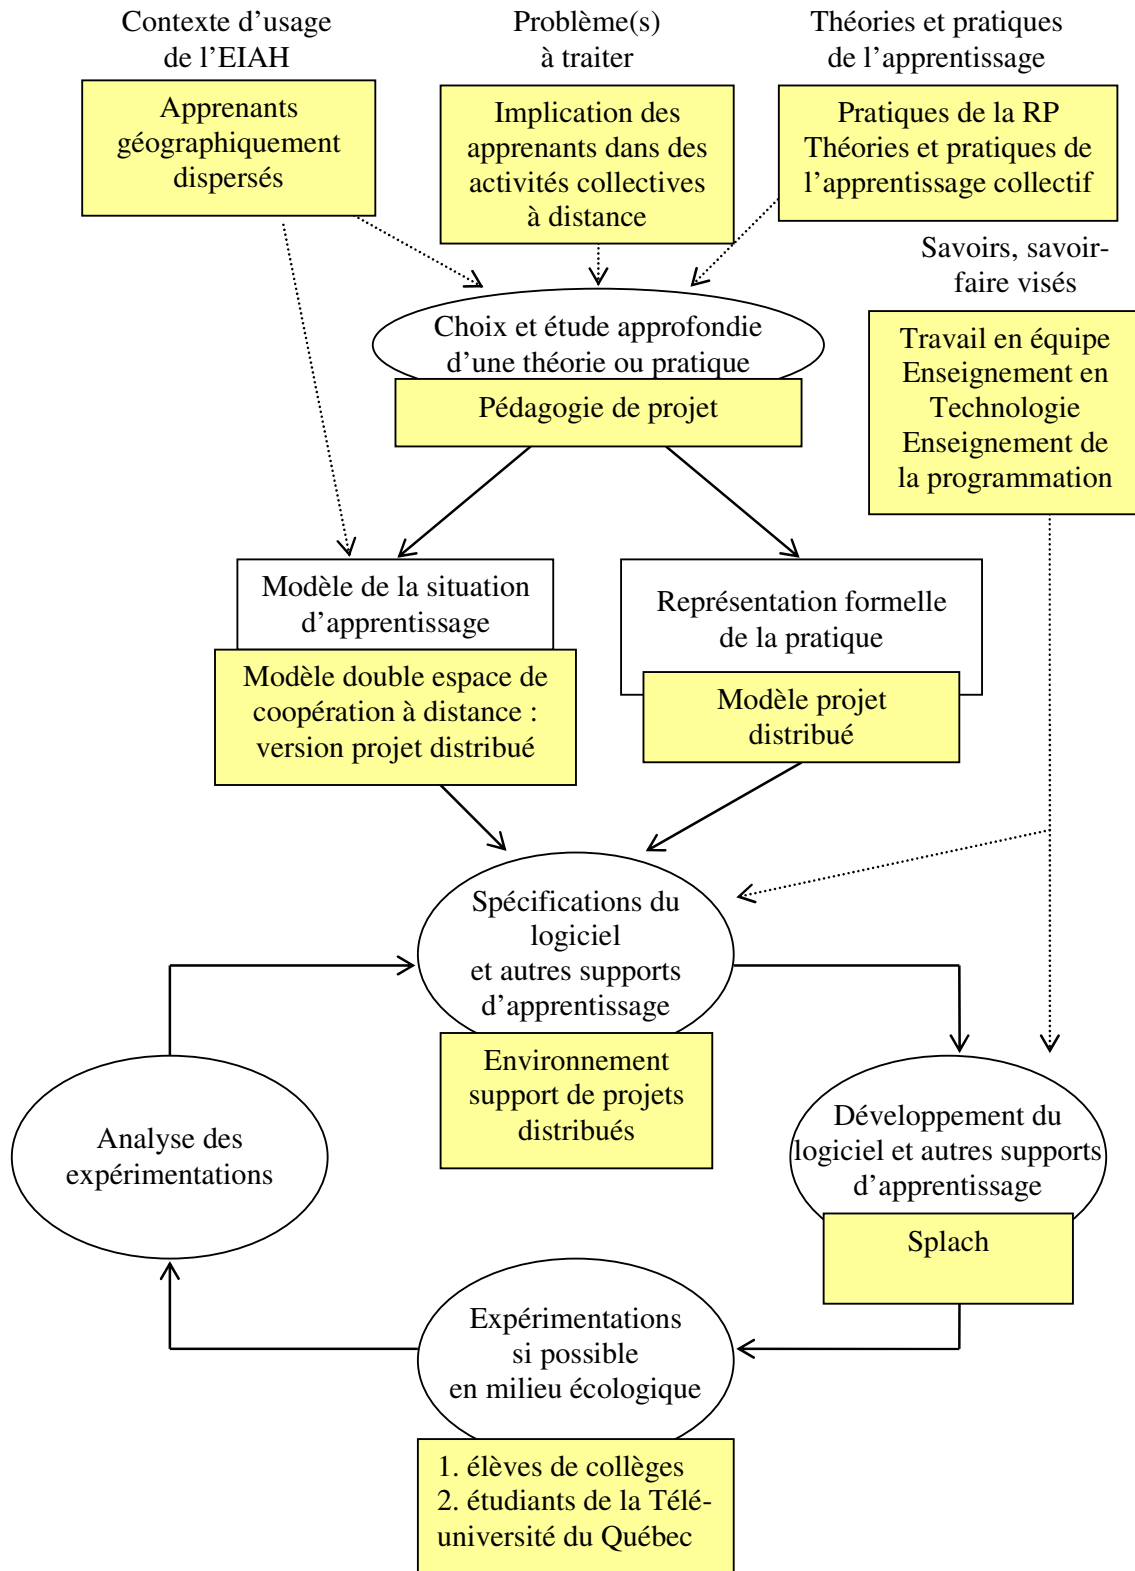 Contexte d’usage
de l’EIAH
Problème(s)
à traiter
Théories et pratiques
de l’apprentissage
Apprenants
géographiquement
dispersés
Implication des
apprenants dans des
activités collectives
à distance
Pratiques de la RP
Théories et pratiques de
l’apprentissage collectif
Savoirs, savoir-
faire visés
Travail en équipe
Enseignement en
Technologie
Enseignement de
la programmation
Choix et étude approfondie
d’une théorie ou pratique
Pédagogie de projet
Modèle de la situation
d’apprentissage
Modèle double espace de
coopération à distance :
version projet distribué
Représentation formelle
de la pratique
Modèle projet
distribué
Spécifications du
logiciel
et autres supports
d’apprentissage
Environnement
support de projets
distribués
Analyse des
expérimentations
Développement du
logiciel et autres supports
d’apprentissage
Splach
Expérimentations
si possible
en milieu écologique
1. élèves de collèges
2. étudiants de la Télé-
université du Québec